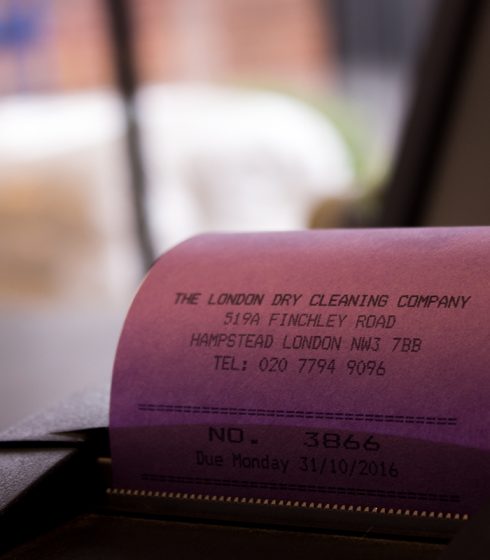 THE LONDON DRY CLEANING COMPANY
519A FINCHLEY ROAD
HAMPSTEAD LONDON NW3 7BB
TEL: 020 7794 9096
NO. 3866
Due Monday 31/10/2016